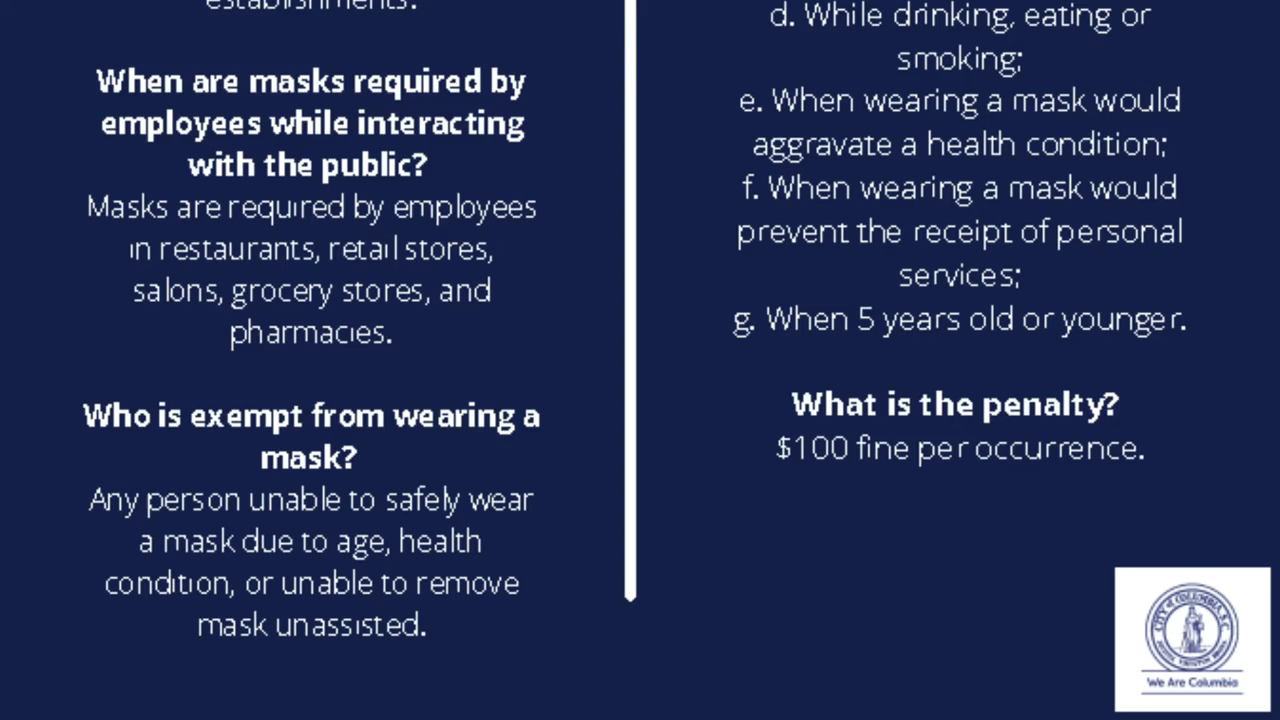 establishments.
When are masks required by
employees while interacting
with the public?
Masks are required by employees
in restaurants, retail stores,
salons, grocery stores, and
pharmacies.
Who is exempt from wearing a
mask?
Any person unable to safely wear
a mask due to age, health
condition, or unable to remove
mask unassisted.
d. While drinking, eating or
smoking;
e. When wearing a mask would
aggravate a health condition;
f. When wearing a mask would
prevent the receipt of personal
services;
g. When 5 years old or younger.
What is the penalty?
$100 fine per occurrence.
CITY of COLUMBIA, S.C.
We Are Columbia